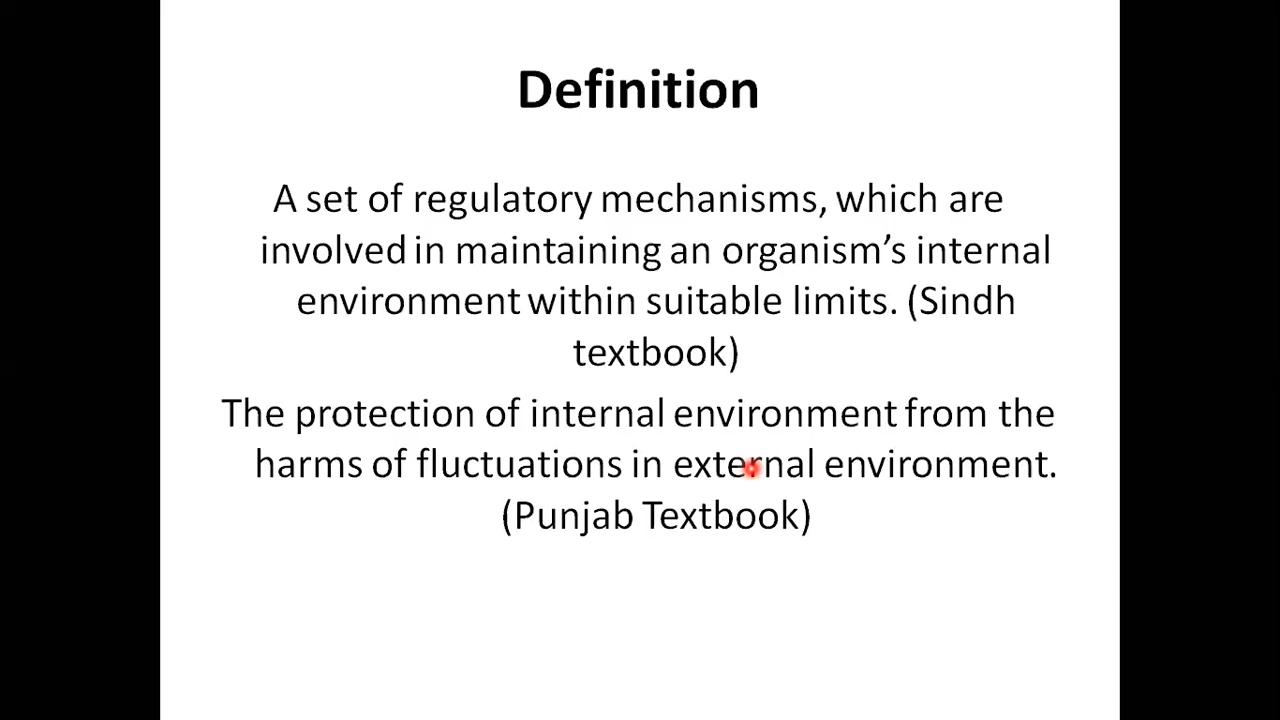 Definition
A set of regulatory mechanisms, which are
involved in maintaining an organism’s internal
environment within suitable limits. (Sindh
textbook)
The protection of internal environment from the
harms of fluctuations in external environment.
(Punjab Textbook)